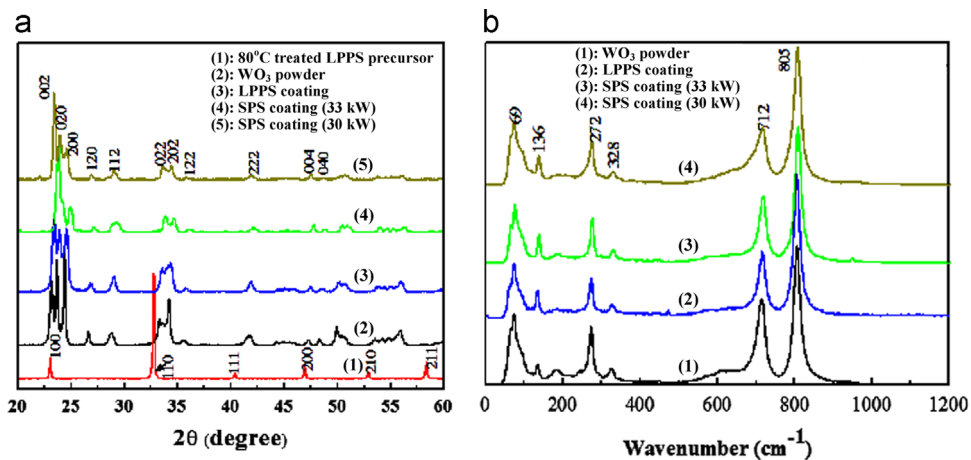 a
(1): 80°C treated LPPS precursor
(2): WO₃ powder
(3): LPPS coating
(4): SPS coating (33 kW)
(5): SPS coating (30 kW)
002
020
200
120
112
022
202
122
222
004
040
(5)
(4)
(3)
(2)
(1)
100
110
111
200
210
211
20 25 30 35 40 45 50 55 60
2θ (degree)
b
(1): WO₃ powder
(2): LPPS coating
(3): SPS coating (33 kW)
(4): SPS coating (30 kW)
69
136
272
328
712
805
(4)
(3)
(2)
(1)
0 200 400 600 800 1000 1200
Wavenumber (cm⁻¹)